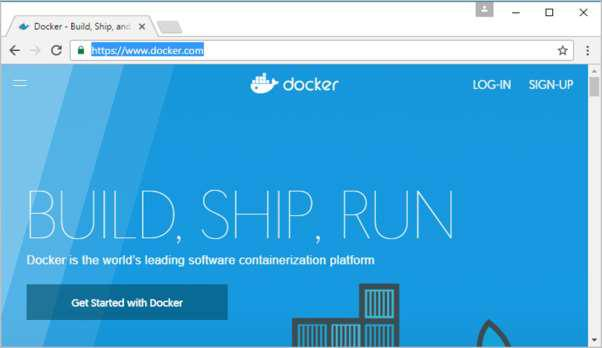 Docker - Build, Ship, and
https://www.docker.com
docker
LOG-IN SIGN-UP
BUILD, SHIP, RUN
Docker is the world's leading software containerization platform
Get Started with Docker